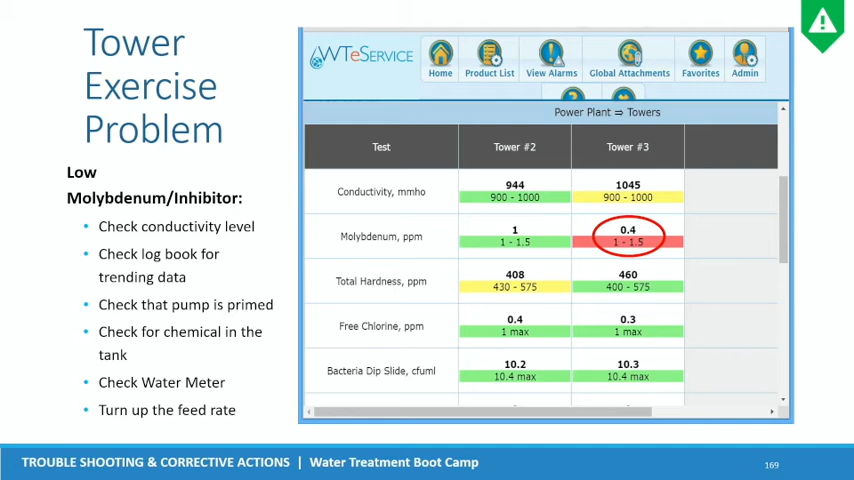 Tower
Exercise
Problem
Low
Molybdenum/Inhibitor:
• Check conductivity level
• Check log book for
trending data
• Check that pump is primed
• Check for chemical in the
tank
• Check Water Meter
• Turn up the feed rate
WTeService
Home Product List View Alarms Global Attachments Favorites Admin
Power Plant ⇒ Towers
Test Tower #2 Tower #3
Conductivity, mmho 944 1045
900 - 1000 900 - 1000
Molybdenum, ppm 1 0.4
1 - 1.5 1 - 1.5
Total Hardness, ppm 408 460
430 - 575 400 - 575
Free Chlorine, ppm 0.4 0.3
1 max 1 max
Bacteria Dip Slide, cfuml 10.2 10.3
10.4 max 10.4 max
TROUBLE SHOOTING & CORRECTIVE ACTIONS | Water Treatment Boot Camp
169